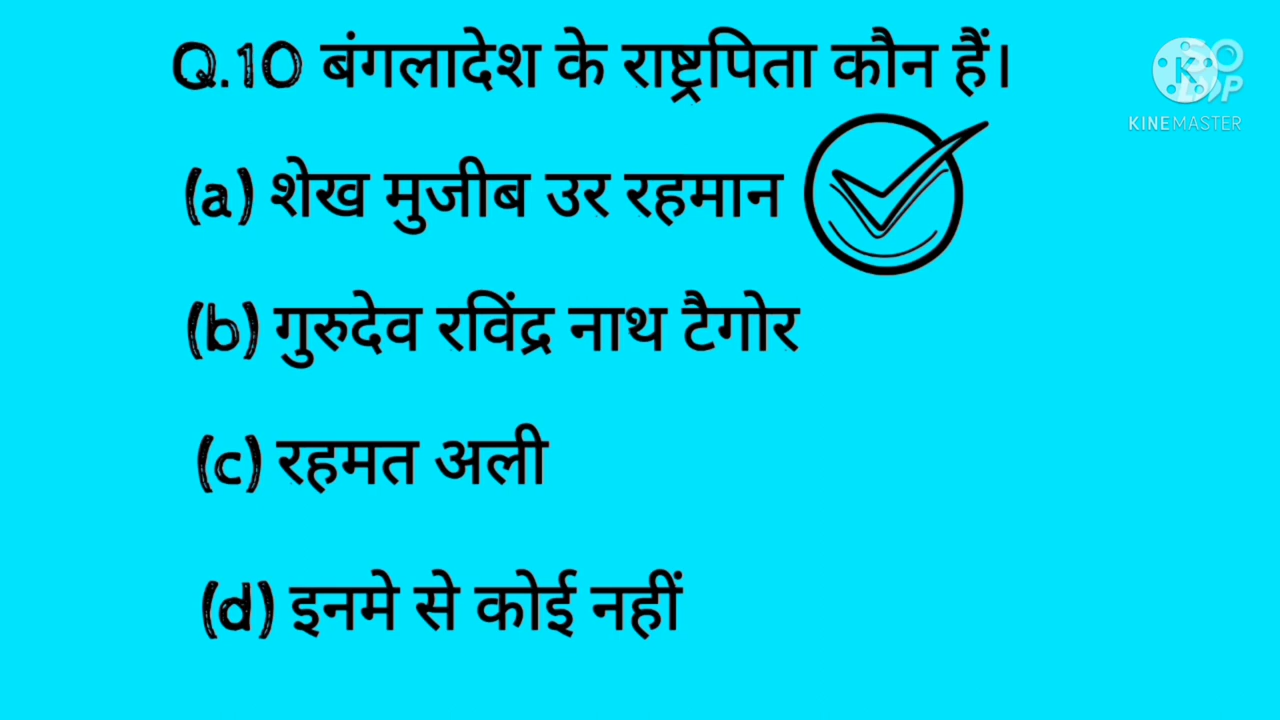 Q.10 बंगलादेश के राष्ट्रपिता कौन हैं।
(a) शेख मुजीब उर रहमान
(b) गुरुदेव रविंद्र नाथ टैगोर
(c) रहमत अली
(d) इनमे से कोई नहीं
KINEMASTER